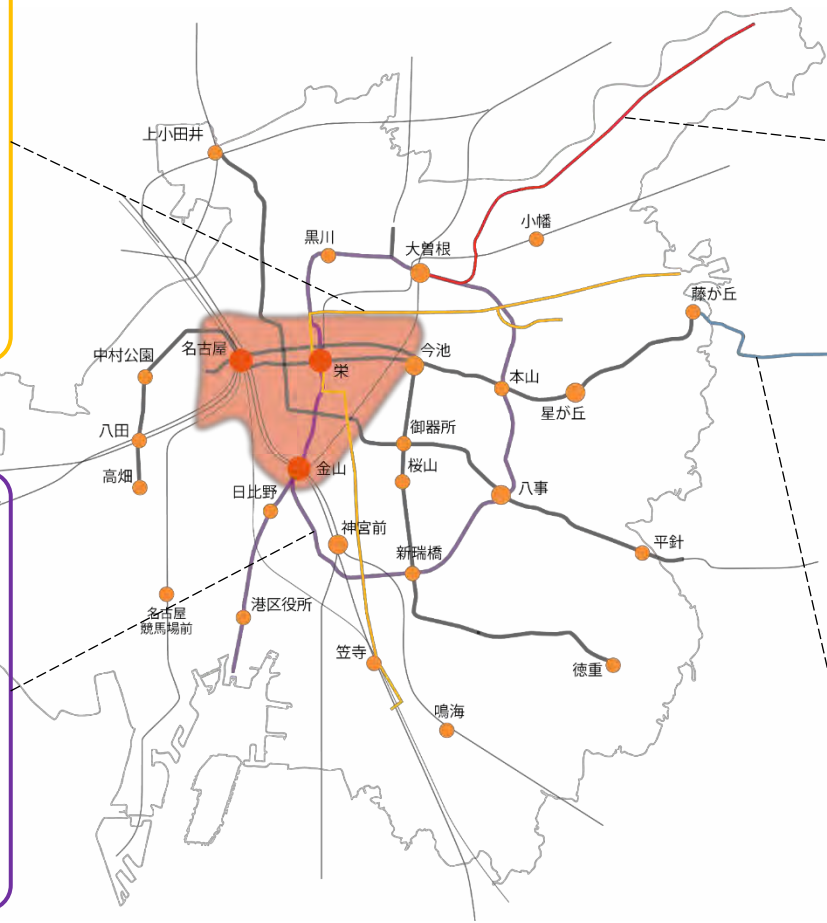 上小田井
小幡
黒川
大曽根
藤が丘
名古屋
中村公園
栄
今池
本山
星が丘
八田
御器所
高畑
金山
桜山
八事
日比野
神宮前
新瑞橋
平針
名古屋
競馬場前
港区役所
笠寺
徳重
鳴海